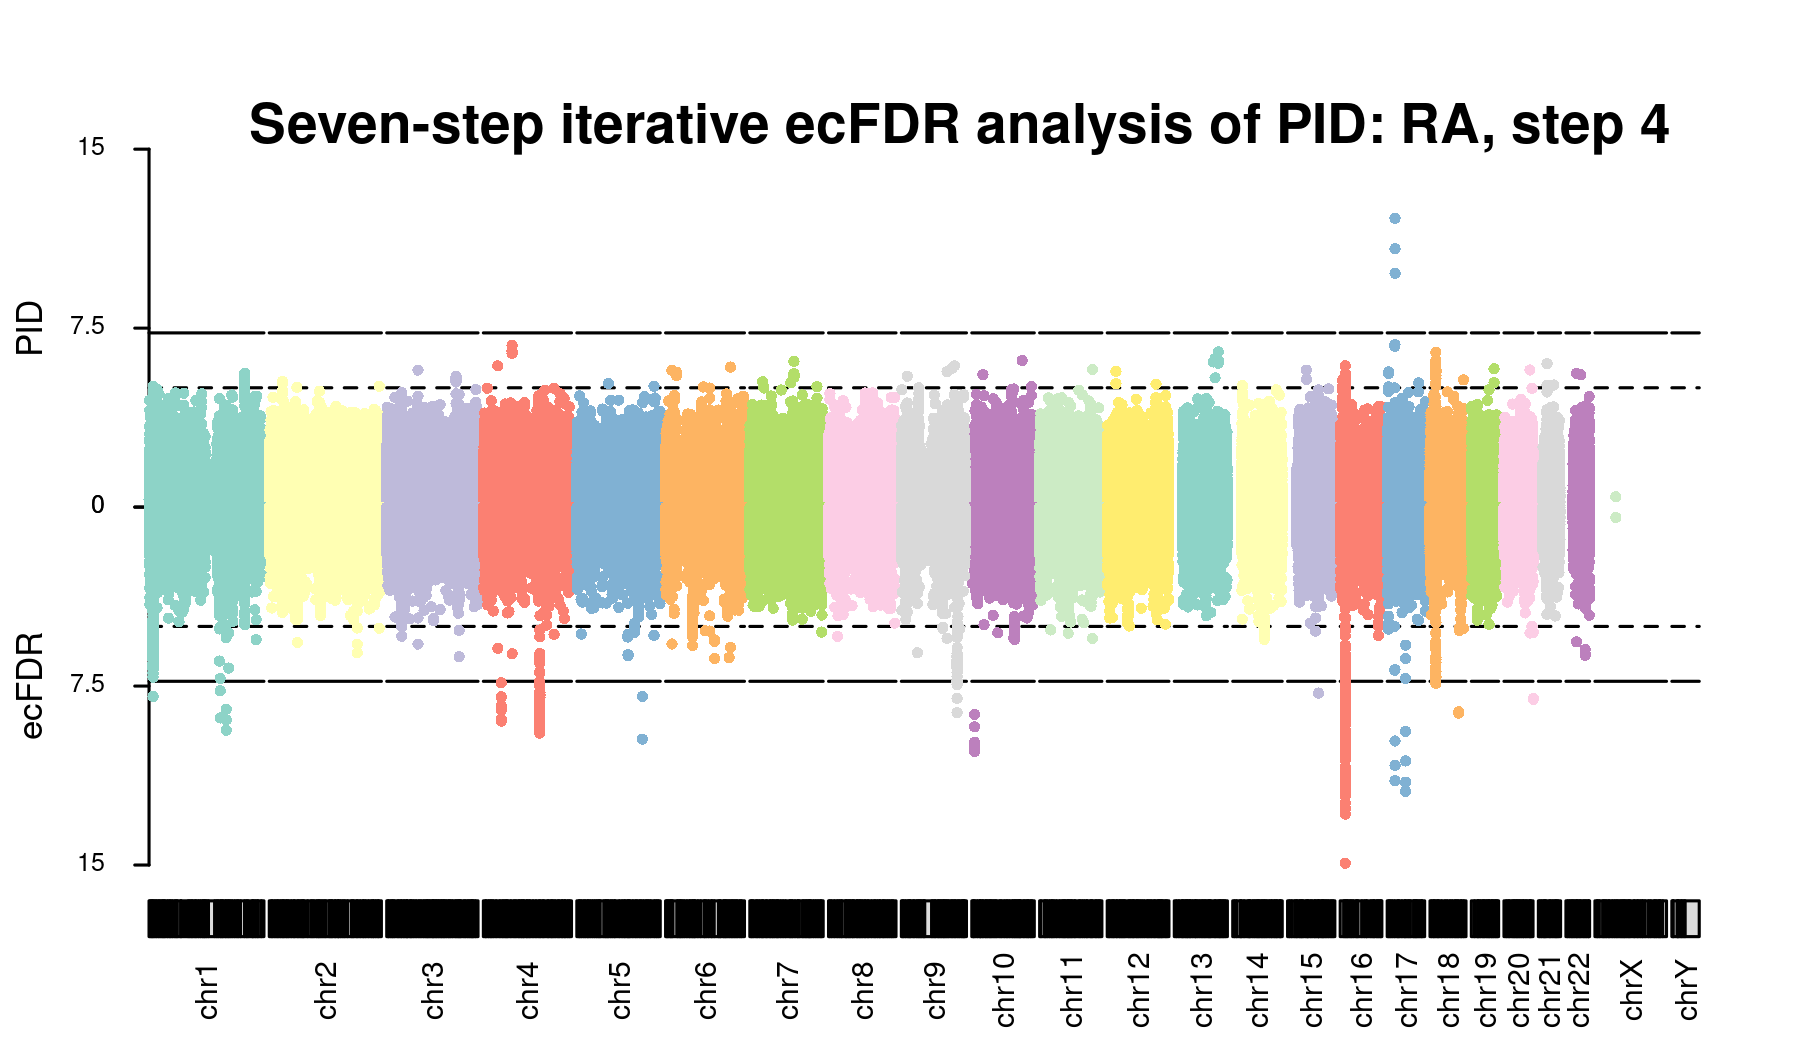 Seven-step iterative ecFDR analysis of PID: RA, step 4
15
7.5
0
7.5
15
PID
ecFDR
chr1
chr2
chr3
chr4
chr5
chr6
chr7
chr8
chr9
chr10
chr11
chr12
chr13
chr14
chr15
chr16
chr17
chr18
chr19
chr20
chr21
chr22
chrX
chrY